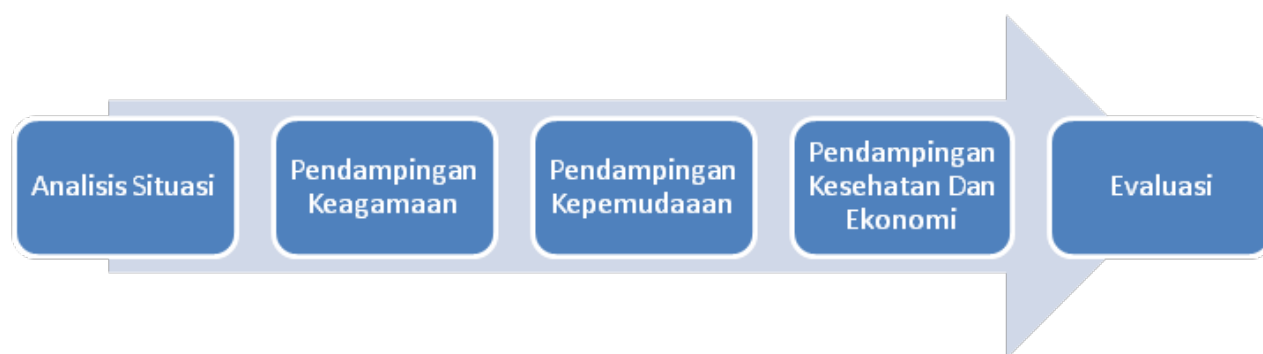 Analisis Situasi
Pendampingan
Keagamaan
Pendampingan
Kepemudaaan
Pendampingan
Kesehatan Dan
Ekonomi
Evaluasi